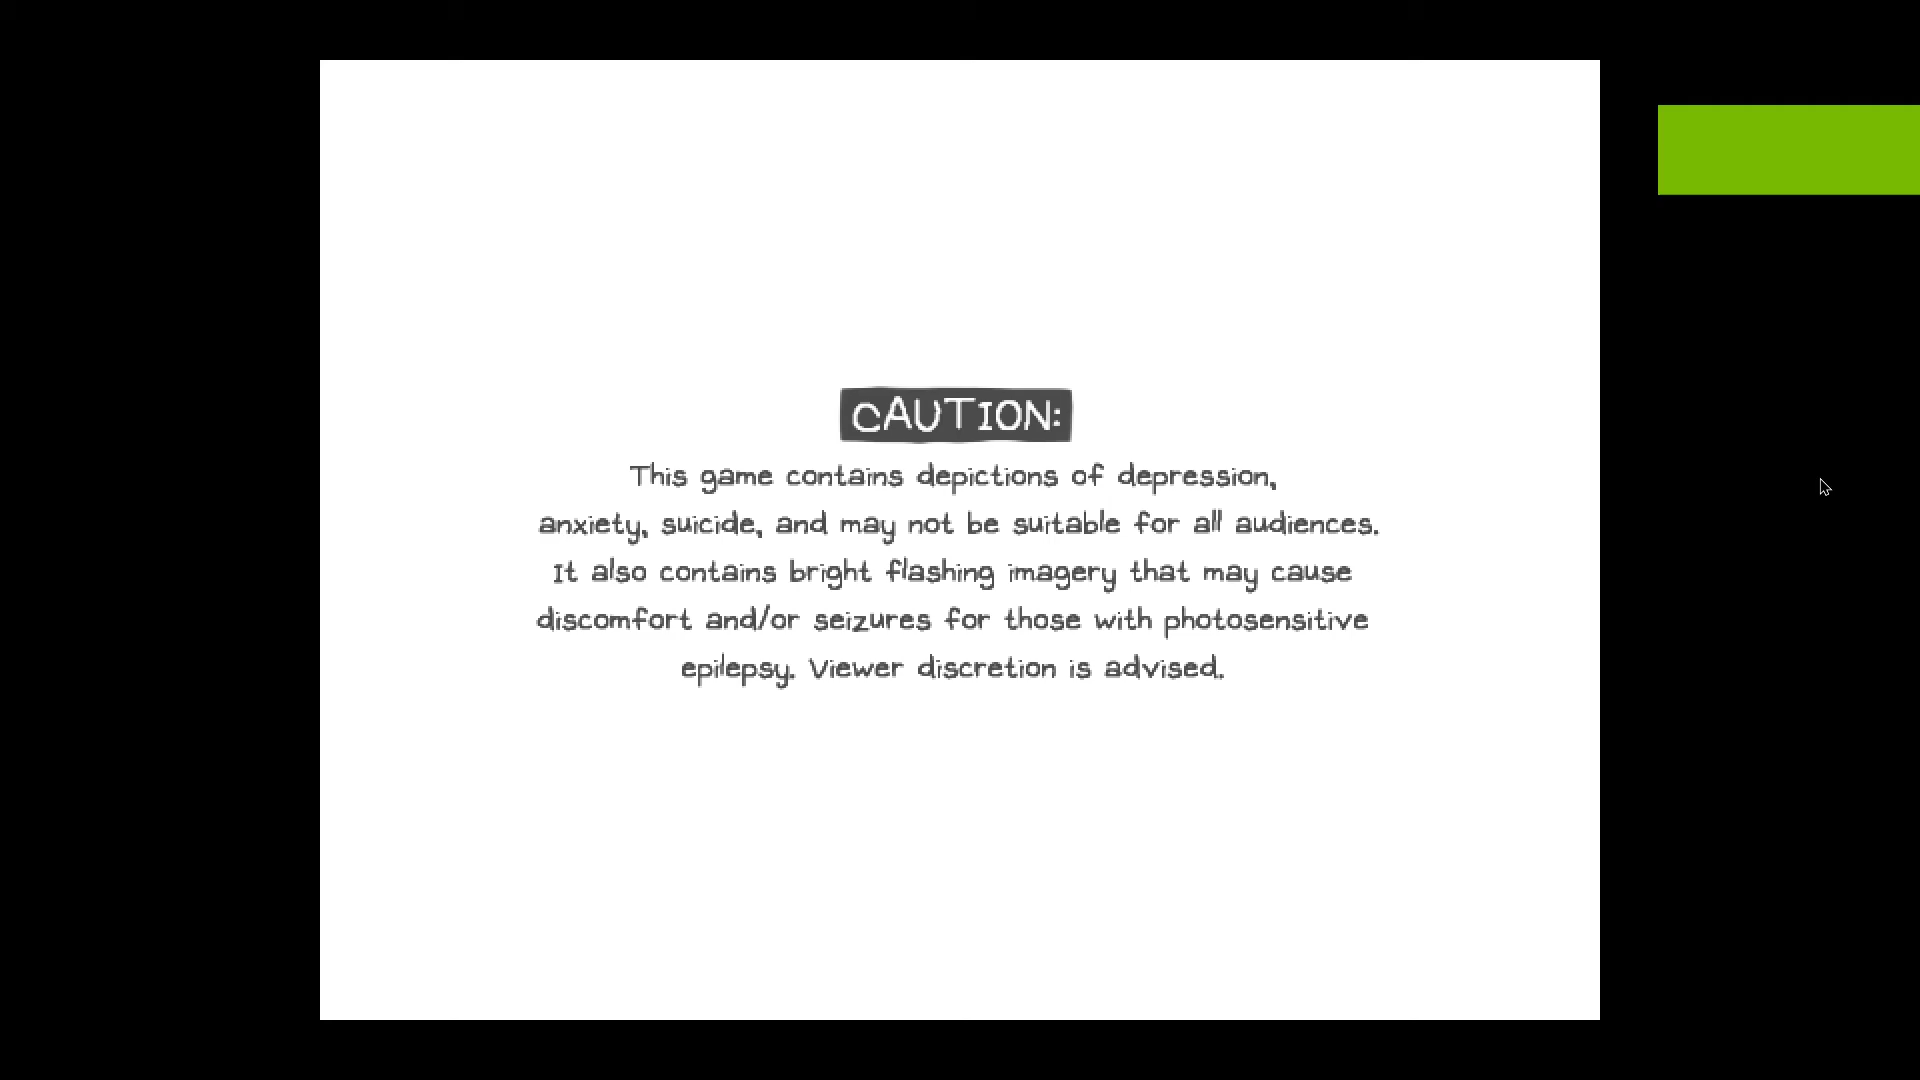 CAUTION:
This game contains depictions of depression,
anxiety, suicide, and may not be suitable for all audiences.
It also contains bright flashing imagery that may cause
discomfort and/or seizures for those with photosensitive
epilepsy. Viewer discretion is advised.